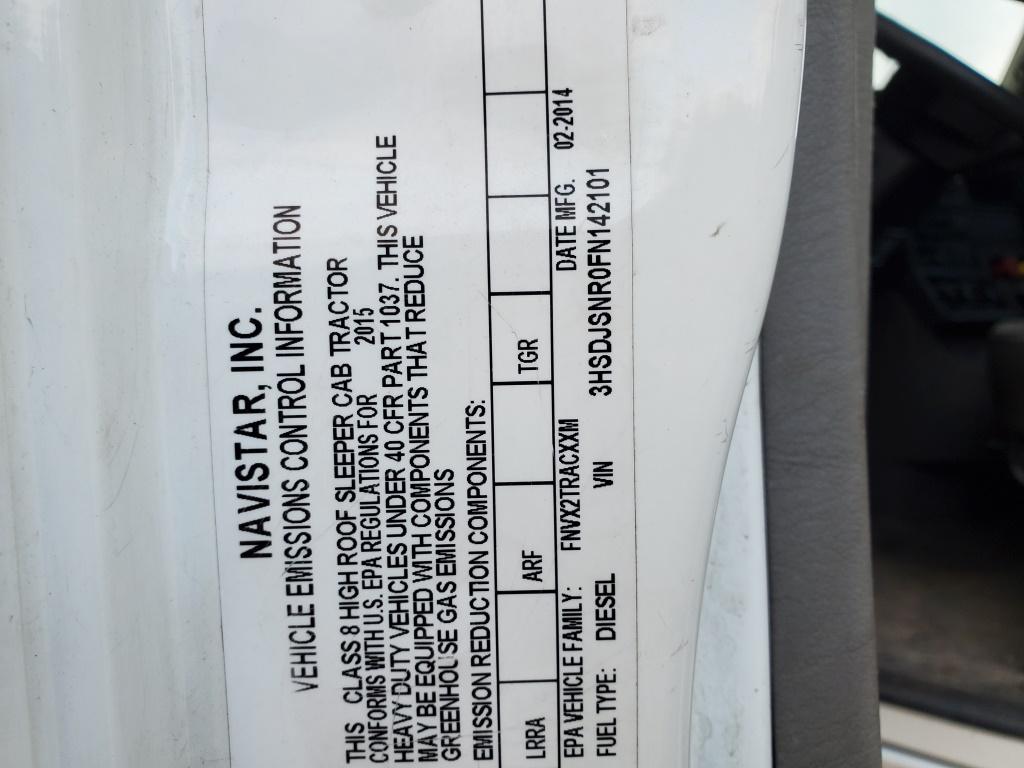 NAVISTAR, INC.
VEHICLE EMISSIONS CONTROL INFORMATION
THIS CLASS 8 HIGH ROOF SLEEPER CAB TRACTOR
CONFORMS WITH U.S. EPA REGULATIONS FOR 2015
HEAVY DUTY VEHICLES UNDER 40 CFR PART 1037. THIS VEHICLE
MAY BE EQUIPPED WITH COMPONENTS THAT REDUCE
GREENHOUSE GAS EMISSIONS
EMISSION REDUCTION COMPONENTS:
LRRA ARF TGR
EPA VEHICLE FAMILY: FNVX2TRACXXM DATE MFG. 02-2014
FUEL TYPE: DIESEL VIN 3HSDJSNR0FN142101